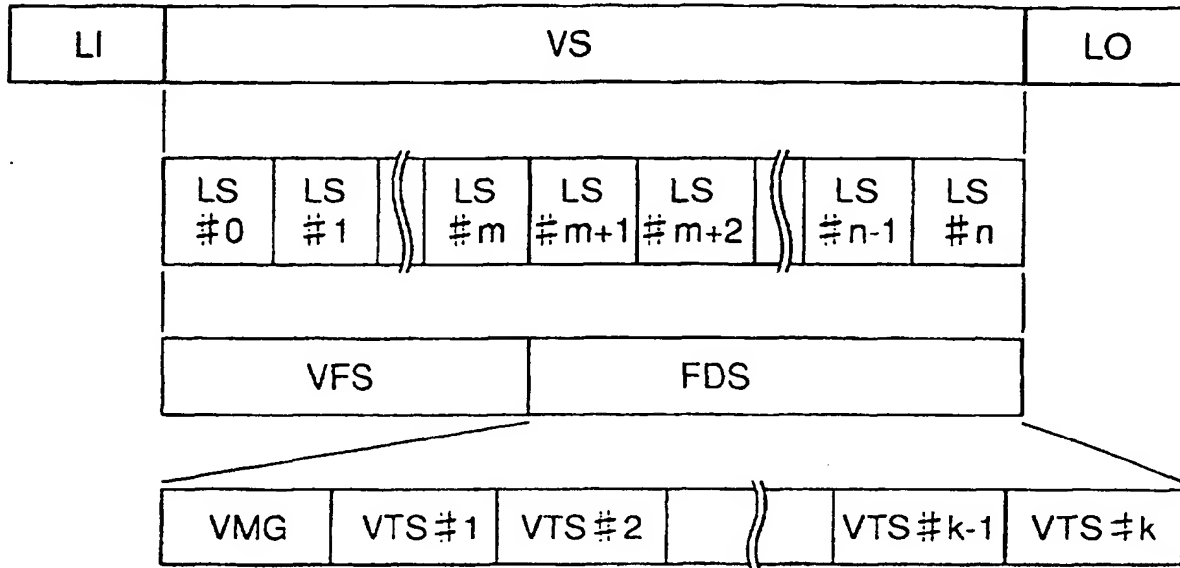 LI VS LO
LS LS LS LS LS LS LS
#0 #1 #m #m+1 #m+2 #n-1 #n
VFS FDS
VMG VTS#1 VTS#2 VTS#k-1 VTS#k